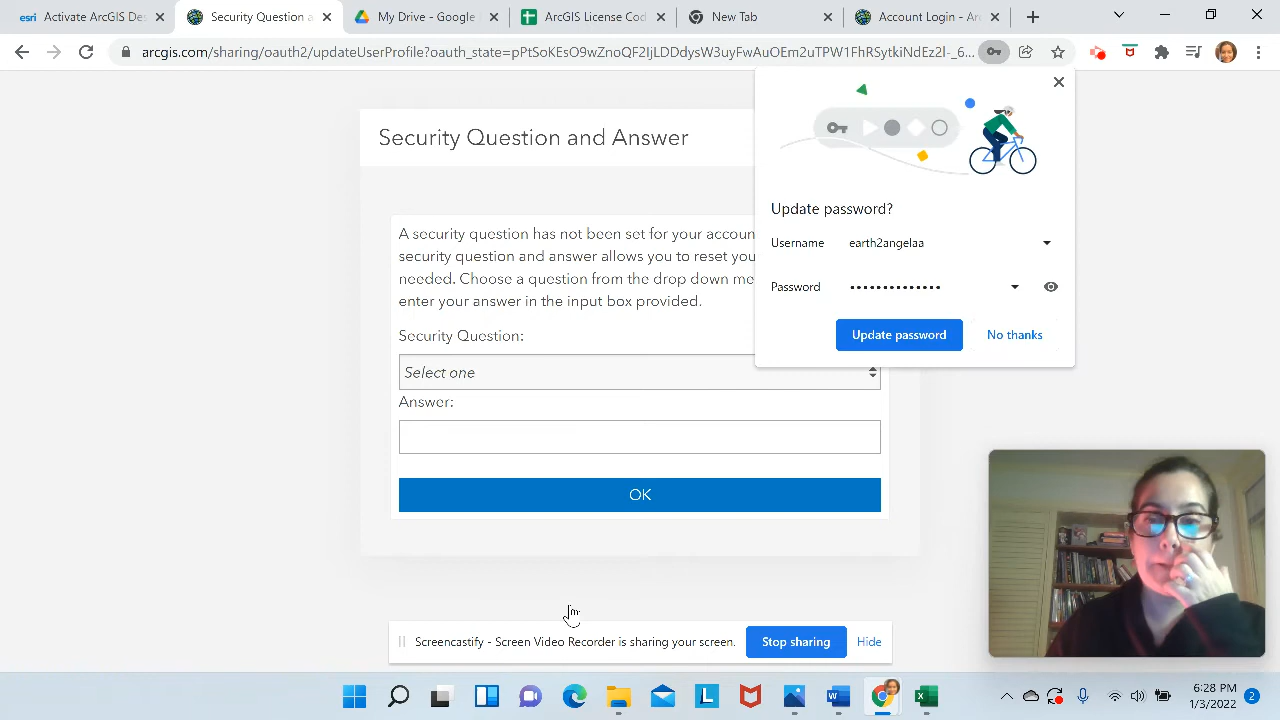 esri Activate ArcGIS Des
Security Question a
My Drive - Google
ArcGIS License Cod
New Tab
Account Login - Arc
arcgis.com/sharing/oauth2/updateUserProfile?oauth_state=
Security Question and Answer
A security question has not been set for your accoun
security question and answer allows you to reset you
needed. Choose a question from the drop down me
enter your answer in the input box provided.
Security Question:
Select one
Answer:
OK
Update password?
Username earth2angelaa
Password ••••••••••••••
Update password No thanks
Screencastify - Screen Video Recorder is sharing your screen. Stop sharing Hide
6:28 PM
1/3/2022
2